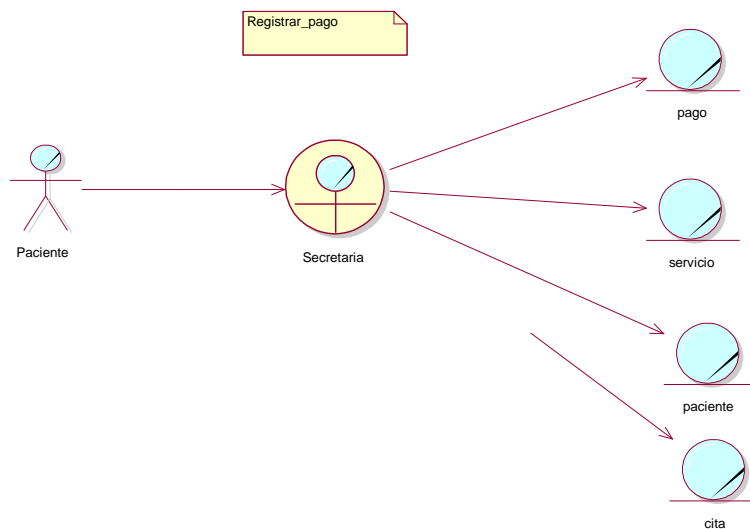 Registrar_pago
pago
Paciente
Secretaria
servicio
paciente
cita